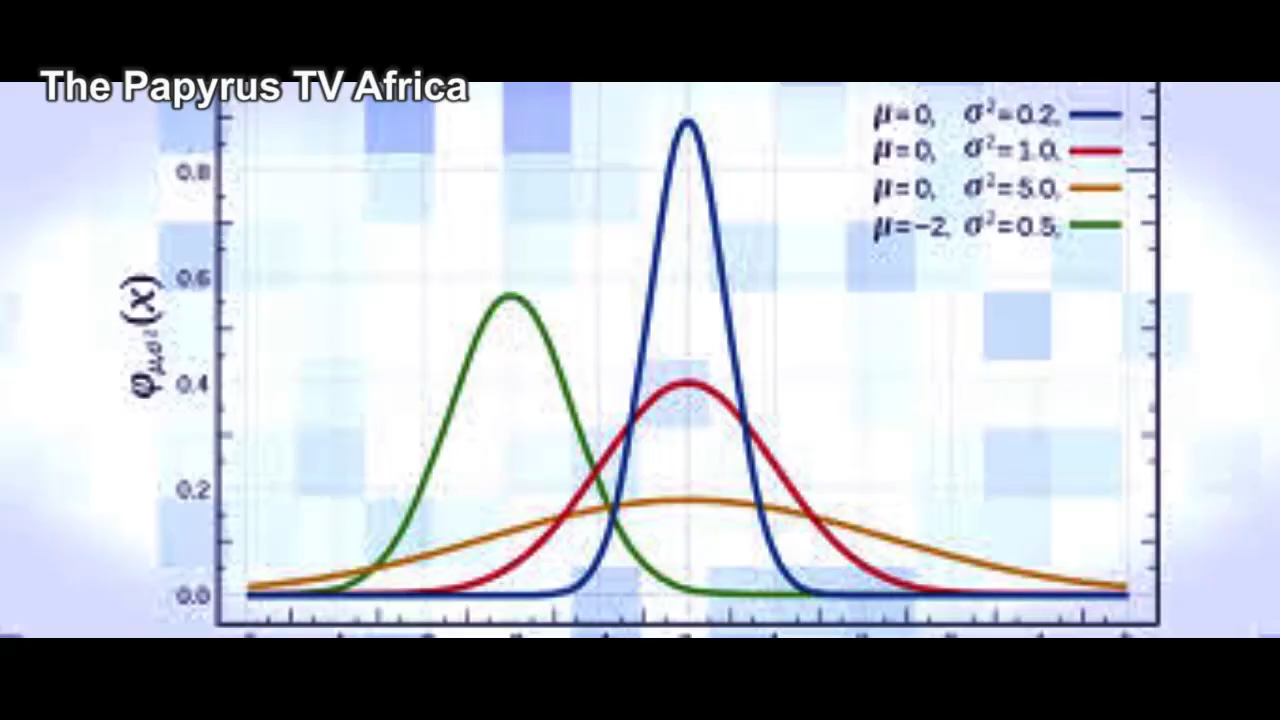 The Papyrus TV Africa
μ=0, σ²=0.2,
μ=0, σ²=1.0,
μ=0, σ²=5.0,
μ=−2, σ²=0.5,
0.8
0.6
φμ,σ²(x)
0.4
0.2
0.0